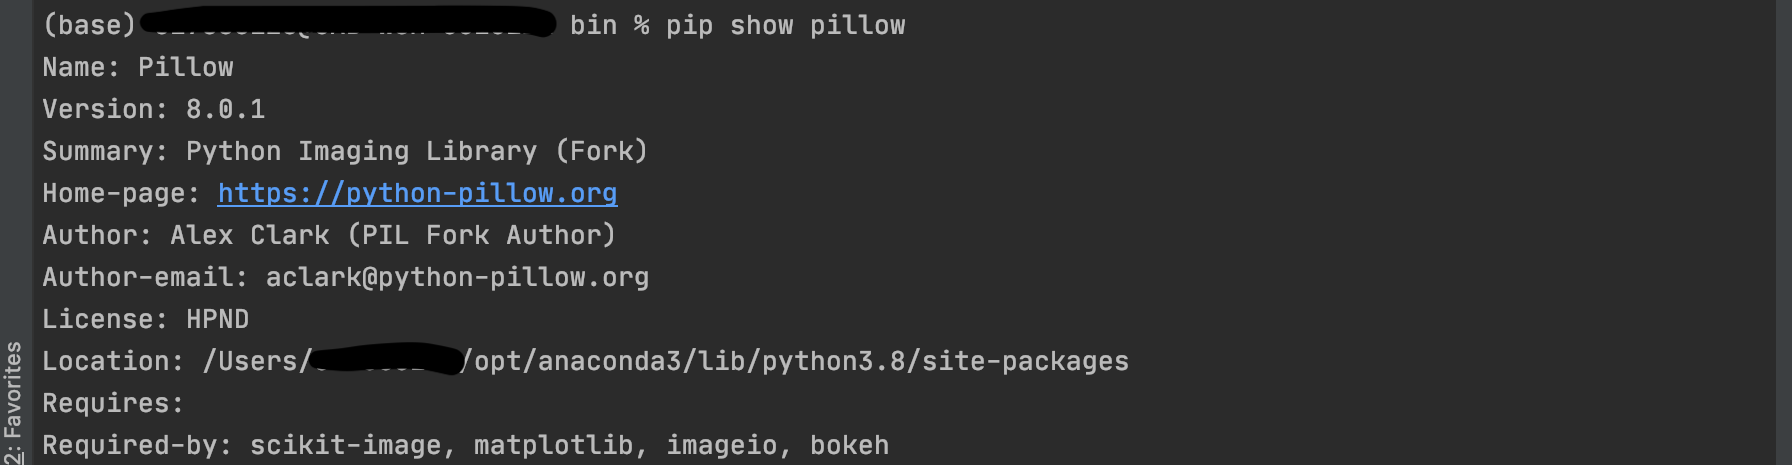 (base) bin % pip show pillow
Name: Pillow
Version: 8.0.1
Summary: Python Imaging Library (Fork)
Home-page: https://python-pillow.org
Author: Alex Clark (PIL Fork Author)
Author-email: aclark@python-pillow.org
License: HPND
Location: /Users/ /opt/anaconda3/lib/python3.8/site-packages
Requires:
Required-by: scikit-image, matplotlib, imageio, bokeh
2: Favorites